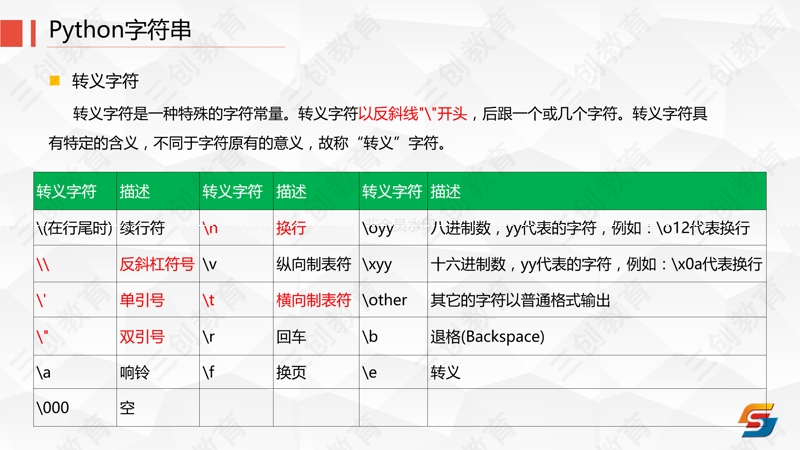 Python字符串
转义字符
转义字符是一种特殊的字符常量。转义字符以反斜线"\"开头，后跟一个或几个字符。转义字符具
有特定的含义，不同于字符原有的意义，故称“转义”字符。
转义字符 描述 转义字符 描述 转义字符 描述
\(在行尾时) 续行符 \n 换行 \oyy 八进制数，yy代表的字符，例如：\o12代表换行
\\ 反斜杠符号 \v 纵向制表符 \xyy 十六进制数，yy代表的字符，例如：\x0a代表换行
\' 单引号 \t 横向制表符 \other 其它的字符以普通格式输出
\" 双引号 \r 回车 \b 退格(Backspace)
\a 响铃 \f 换页 \e 转义
\000 空
三创教育